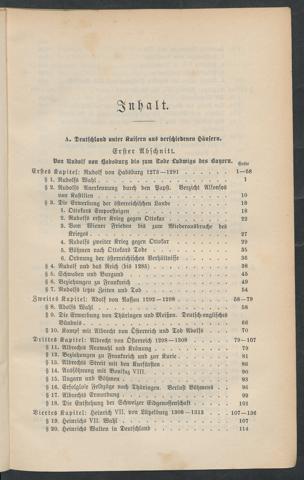 Inhalt.
A. Deutschland unter Kaisern aus verschiedenen Häusern.
Erster Abschnitt.
Von Rudolf von Habsburg bis zum Tode Ludwigs des Bayern.
Seite
Erstes Kapitel: Rudolf von Habsburg 1273–1291 1—58
§ 1. Rudolfs Wahl 1
§ 2. Rudolfs Anerkennung durch den Papst. Verzicht Alfonsos
von Kastilien 10
§ 3. Die Erwerbung der österreichischen Lande 18
1. Ottokars Emporsteigen 18
2. Rudolfs erster Krieg gegen Ottokar 22
3. Vom Wiener Frieden bis zum Wiederausbruche des
Krieges 27
4. Rudolfs zweiter Krieg gegen Ottokar 29
5. Böhmen nach Ottokars Tode 35
6. Ordnung der österreichischen Verhältnisse 36
§ 4. Rudolf und das Reich (bis 1285) 38
§ 5. Schwaben und Burgund 45
§ 6. Beziehungen zu Frankreich 49
§ 7. Rudolfs letzte Zeiten und Tod 54
Zweites Kapitel: Adolf von Nassau 1292–1298 58—79
§ 8. Adolfs Wahl 58
§ 9. Die Erwerbung von Thüringen und Meißen. Deutsch-englisches
Bündnis 66
§ 10. Kampf mit Albrecht von Österreich und Tod Adolfs 70
Drittes Kapitel: Albrecht von Österreich 1298–1308 79—107
§ 11. Albrechts Neuwahl und Krönung 79
§ 12. Beziehungen zu Frankreich und zur Kurie 81
§ 13. Albrechts Streit mit den Kurfürsten 85
§ 14. Aussöhnung mit Bonifaz VIII. 90
§ 15. Ungarn und Böhmen 93
§ 16. Erfolglose Feldzüge nach Thüringen. Verlust Böhmens 96
§ 18. Die Entstehung der Schweizer Eidgenossenschaft 101
Viertes Kapitel: Heinrich VII. von Lützelburg 1308–1313 107—136
§ 19. Heinrichs VII. Wahl 107
§ 20. Heinrichs Walten in Deutschland 114